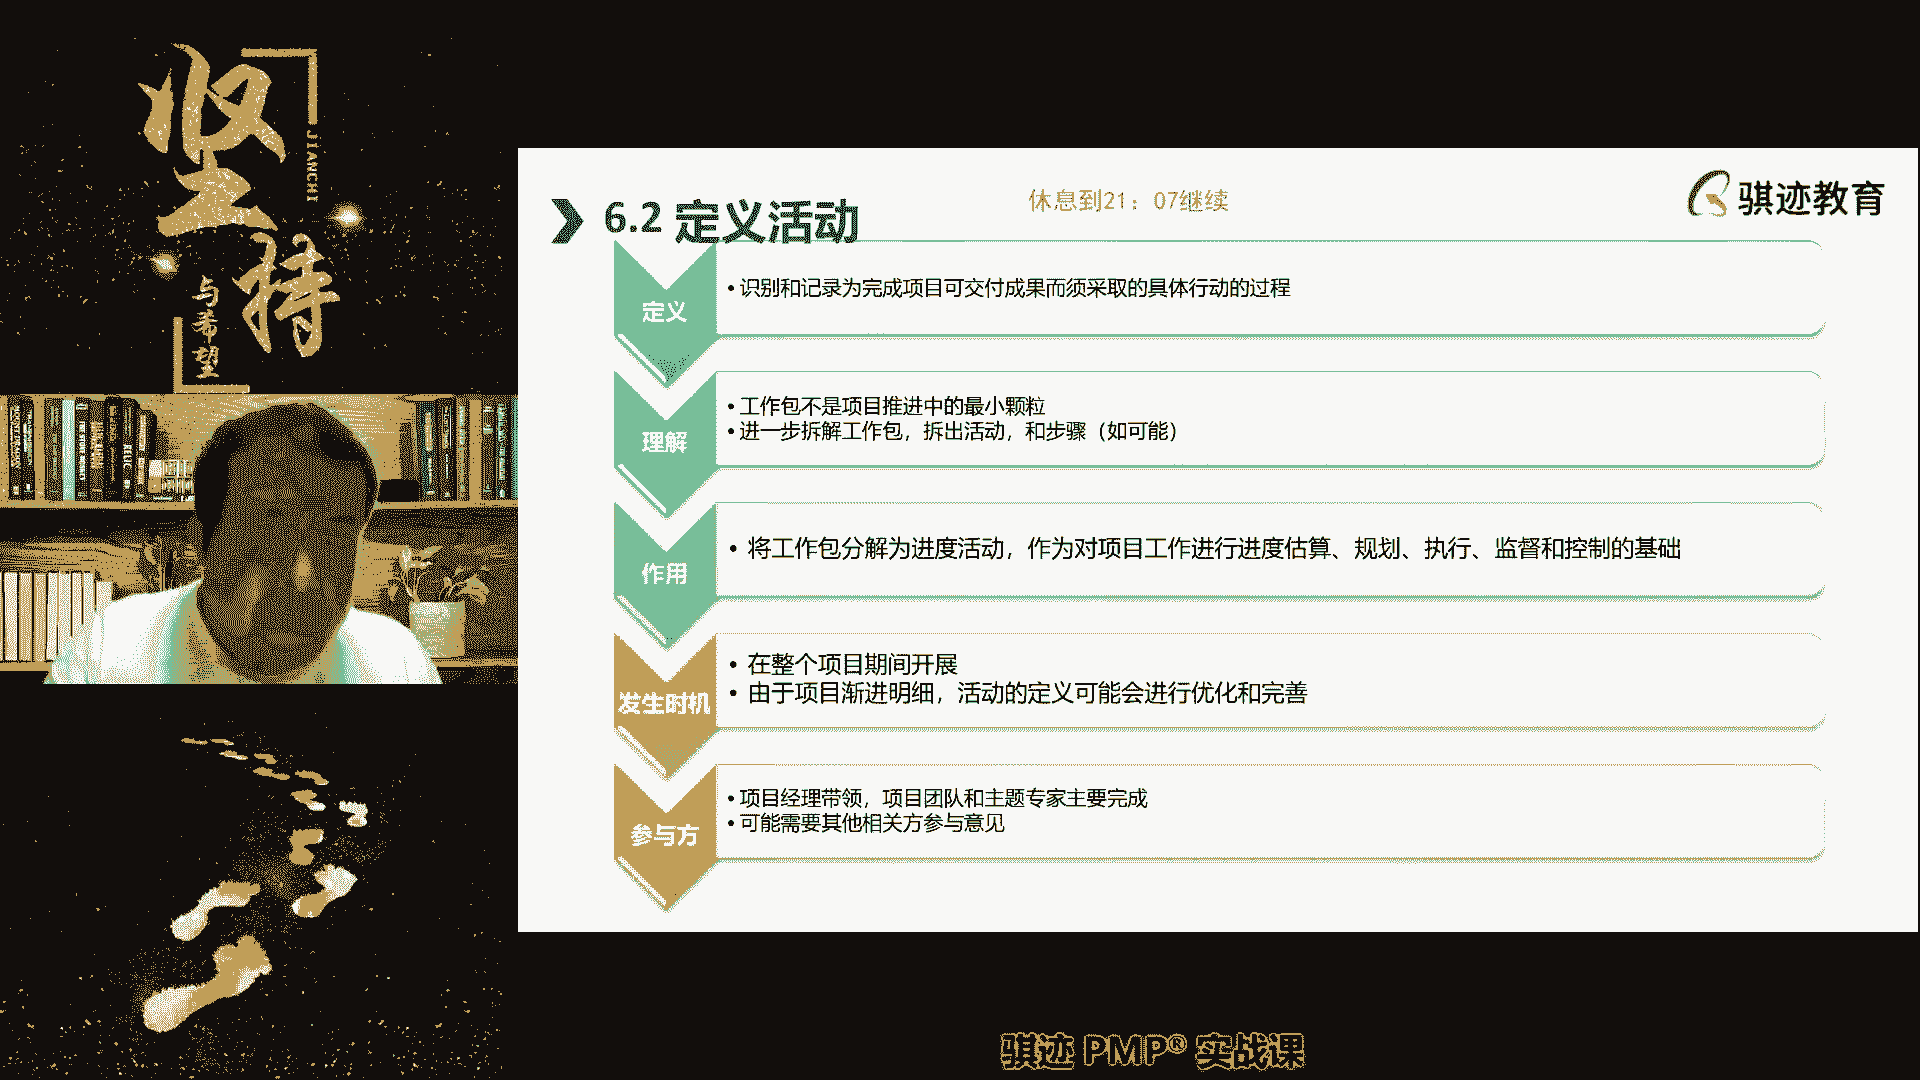 坚持
JIANCHI
与希望
6.2 定义活动
休息到21：07继续
骐迹教育
定义
• 识别和记录为完成项目可交付成果而须采取的具体行动的过程
理解
• 工作包不是项目推进中的最小颗粒
• 进一步拆解工作包，拆出活动，和步骤（如可能）
作用
• 将工作包分解为进度活动，作为对项目工作进行进度估算、规划、执行、监督和控制的基础
发生时机
• 在整个项目期间开展
• 由于项目渐进明细，活动的定义可能会进行优化和完善
参与方
• 项目经理带领，项目团队和主题专家主要完成
• 可能需要其他相关方参与意见
骐迹 PMP® 实战课